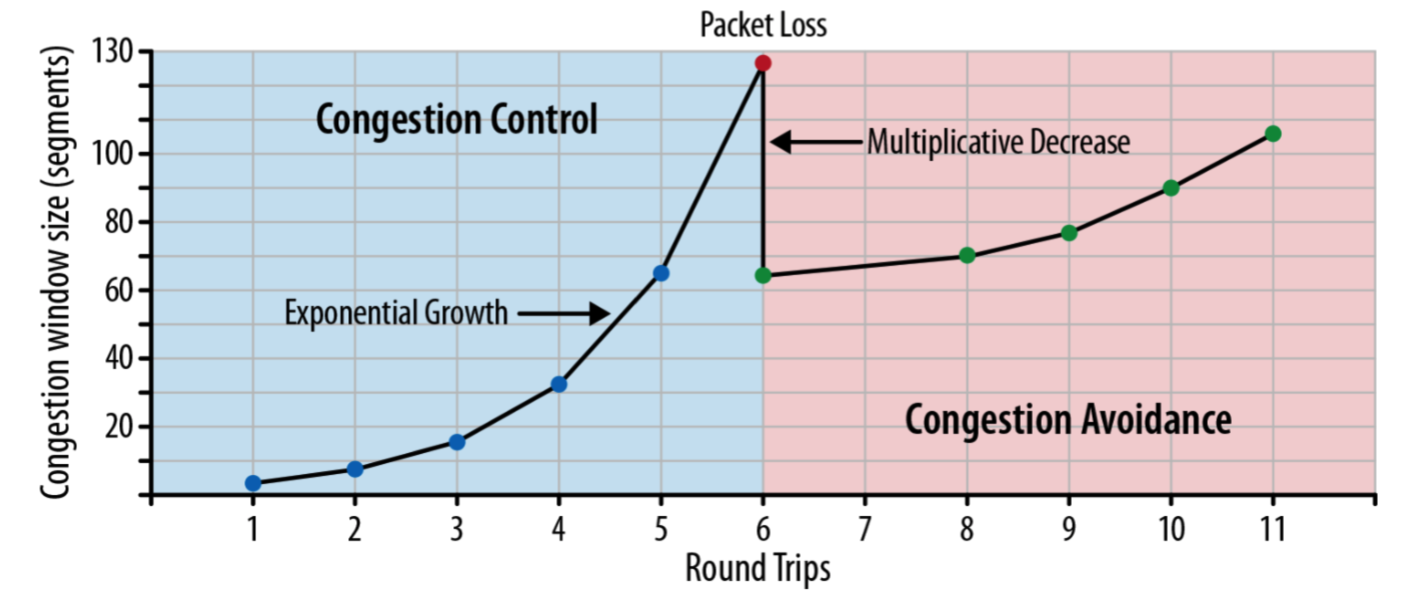 Packet Loss
130
Congestion Control
100
Multiplicative Decrease
80
60
Exponential Growth
40
20
Congestion Avoidance
Congestion window size (segments)
1 2 3 4 5 6 7 8 9 10 11
Round Trips